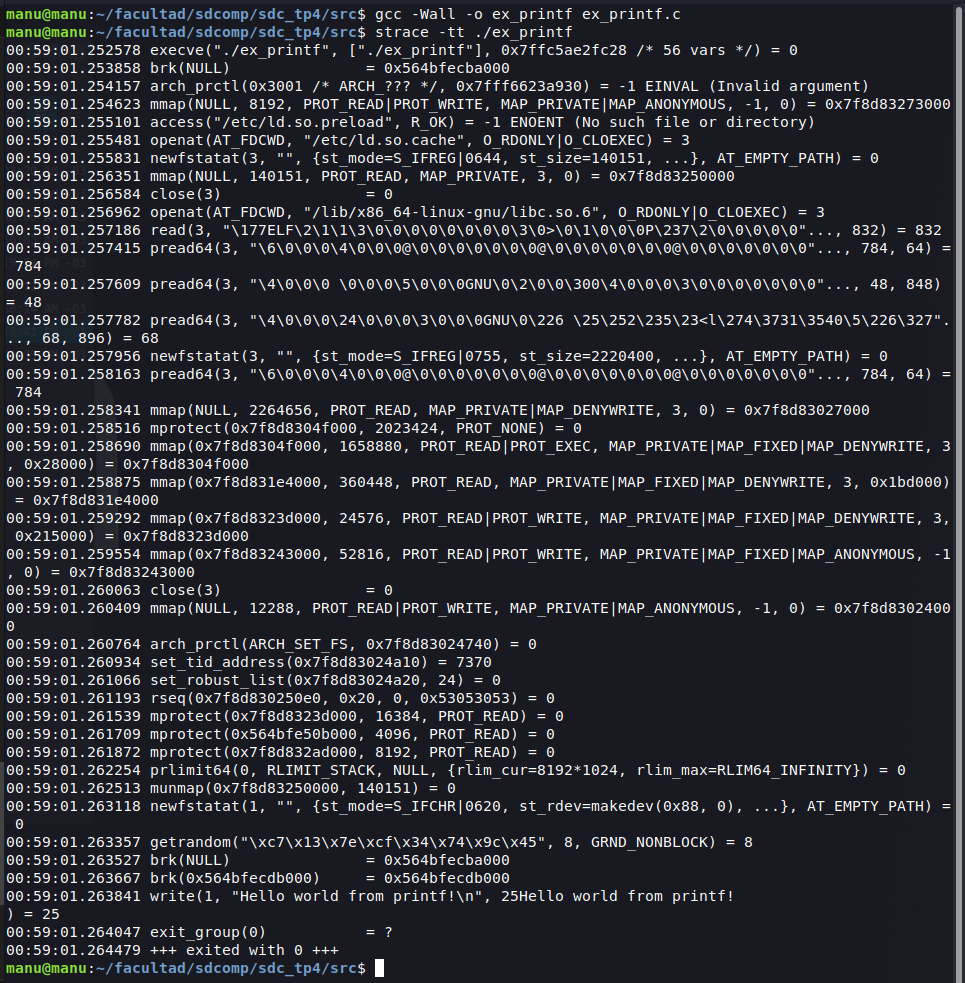 manu@manu:~/facultad/sdcomp/sdc_tp4/src$ gcc -Wall -o ex_printf ex_printf.c
manu@manu:~/facultad/sdcomp/sdc_tp4/src$ strace -tt ./ex_printf
00:59:01.252578 execve("./ex_printf", ["./ex_printf"], 0x7ffc5ae2fc28 /* 56 vars */) = 0
00:59:01.253858 brk(NULL)               = 0x564bfecba000
00:59:01.254157 arch_prctl(0x3001 /* ARCH_??? */, 0x7fff6623a930) = -1 EINVAL (Invalid argument)
00:59:01.254623 mmap(NULL, 8192, PROT_READ|PROT_WRITE, MAP_PRIVATE|MAP_ANONYMOUS, -1, 0) = 0x7f8d83273000
00:59:01.255101 access("/etc/ld.so.preload", R_OK) = -1 ENOENT (No such file or directory)
00:59:01.255481 openat(AT_FDCWD, "/etc/ld.so.cache", O_RDONLY|O_CLOEXEC) = 3
00:59:01.255831 newfstatat(3, "", {st_mode=S_IFREG|0644, st_size=140151, ...}, AT_EMPTY_PATH) = 0
00:59:01.256351 mmap(NULL, 140151, PROT_READ, MAP_PRIVATE, 3, 0) = 0x7f8d83250000
00:59:01.256584 close(3)                = 0
00:59:01.256962 openat(AT_FDCWD, "/lib/x86_64-linux-gnu/libc.so.6", O_RDONLY|O_CLOEXEC) = 3
00:59:01.257186 read(3, "\177ELF\2\1\1\3\0\0\0\0\0\0\0\0\3\0>\0\1\0\0\0P\237\2\0\0\0\0\0"..., 832) = 832
00:59:01.257415 pread64(3, "\6\0\0\0\4\0\0\0@\0\0\0\0\0\0\0@\0\0\0\0\0\0\0@\0\0\0\0\0\0\0"..., 784, 64) =
 784
00:59:01.257609 pread64(3, "\4\0\0\0 \0\0\0\5\0\0\0GNU\0\2\0\0\300\4\0\0\0\3\0\0\0\0\0\0\0"..., 48, 848)
= 48
00:59:01.257782 pread64(3, "\4\0\0\0\24\0\0\0\3\0\0\0GNU\0\226 \25\252\235\23<l\274\3731\3540\5\226\327".
.., 68, 896) = 68
00:59:01.257956 newfstatat(3, "", {st_mode=S_IFREG|0755, st_size=2220400, ...}, AT_EMPTY_PATH) = 0
00:59:01.258163 pread64(3, "\6\0\0\0\4\0\0\0@\0\0\0\0\0\0\0@\0\0\0\0\0\0\0@\0\0\0\0\0\0\0"..., 784, 64) =
 784
00:59:01.258341 mmap(NULL, 2264656, PROT_READ, MAP_PRIVATE|MAP_DENYWRITE, 3, 0) = 0x7f8d83027000
00:59:01.258516 mprotect(0x7f8d8304f000, 2023424, PROT_NONE) = 0
00:59:01.258690 mmap(0x7f8d8304f000, 1658880, PROT_READ|PROT_EXEC, MAP_PRIVATE|MAP_FIXED|MAP_DENYWRITE, 3
, 0x28000) = 0x7f8d8304f000
00:59:01.258875 mmap(0x7f8d831e4000, 360448, PROT_READ, MAP_PRIVATE|MAP_FIXED|MAP_DENYWRITE, 3, 0x1bd000)
 = 0x7f8d831e4000
00:59:01.259292 mmap(0x7f8d8323d000, 24576, PROT_READ|PROT_WRITE, MAP_PRIVATE|MAP_FIXED|MAP_DENYWRITE, 3,
 0x215000) = 0x7f8d8323d000
00:59:01.259554 mmap(0x7f8d83243000, 52816, PROT_READ|PROT_WRITE, MAP_PRIVATE|MAP_FIXED|MAP_ANONYMOUS, -1
, 0) = 0x7f8d83243000
00:59:01.260063 close(3)                = 0
00:59:01.260409 mmap(NULL, 12288, PROT_READ|PROT_WRITE, MAP_PRIVATE|MAP_ANONYMOUS, -1, 0) = 0x7f8d8302400
0
00:59:01.260764 arch_prctl(ARCH_SET_FS, 0x7f8d83024740) = 0
00:59:01.260934 set_tid_address(0x7f8d83024a10) = 7370
00:59:01.261066 set_robust_list(0x7f8d83024a20, 24) = 0
00:59:01.261193 rseq(0x7f8d830250e0, 0x20, 0, 0x53053053) = 0
00:59:01.261539 mprotect(0x7f8d8323d000, 16384, PROT_READ) = 0
00:59:01.261709 mprotect(0x564bfe50b000, 4096, PROT_READ) = 0
00:59:01.261872 mprotect(0x7f8d832ad000, 8192, PROT_READ) = 0
00:59:01.262254 prlimit64(0, RLIMIT_STACK, NULL, {rlim_cur=8192*1024, rlim_max=RLIM64_INFINITY}) = 0
00:59:01.262513 munmap(0x7f8d83250000, 140151) = 0
00:59:01.263118 newfstatat(1, "", {st_mode=S_IFCHR|0620, st_rdev=makedev(0x88, 0), ...}, AT_EMPTY_PATH) =
 0
00:59:01.263357 getrandom("\xc7\x13\x7e\xcf\x34\x74\x9c\x45", 8, GRND_NONBLOCK) = 8
00:59:01.263527 brk(NULL)               = 0x564bfecba000
00:59:01.263667 brk(0x564bfecdb000)     = 0x564bfecdb000
00:59:01.263841 write(1, "Hello world from printf!\n", 25Hello world from printf!
) = 25
00:59:01.264047 exit_group(0)           = ?
00:59:01.264479 +++ exited with 0 +++
manu@manu:~/facultad/sdcomp/sdc_tp4/src$